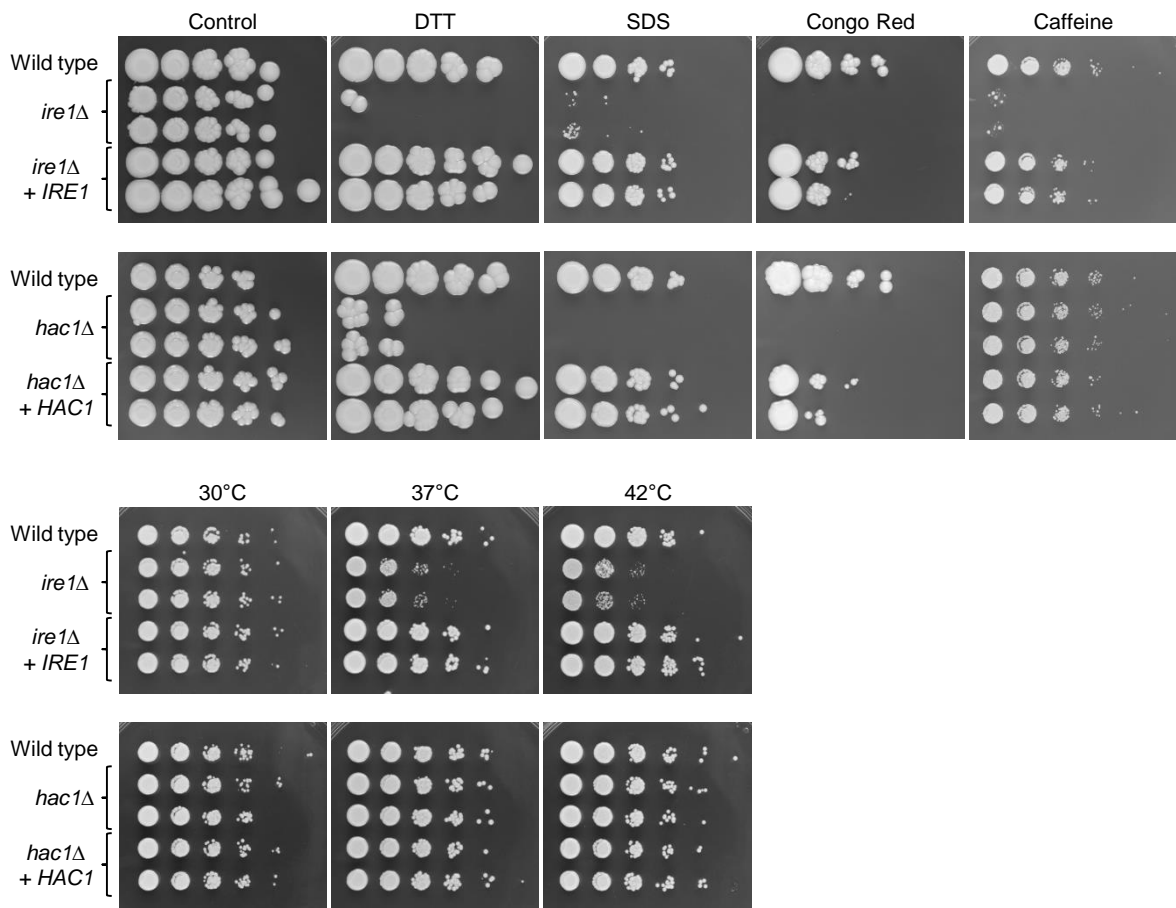 Control DTT SDS Congo Red Caffeine
Wild type
ire1Δ
ire1Δ
+ IRE1
Wild type
hac1Δ
hac1Δ
+ HAC1
30°C 37°C 42°C
Wild type
ire1Δ
ire1Δ
+ IRE1
Wild type
hac1Δ
hac1Δ
+ HAC1